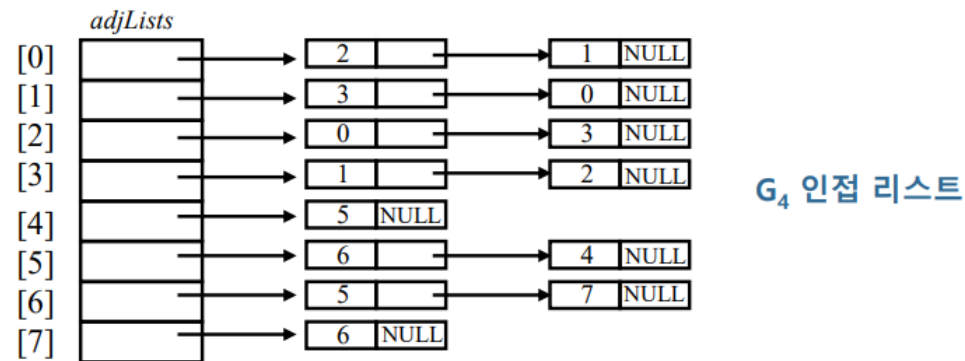 adjLists
[0] 2 1 NULL
[1] 3 0 NULL
[2] 0 3 NULL
[3] 1 2 NULL
G4 인접 리스트
[4] 5 NULL
[5] 6 4 NULL
[6] 5 7 NULL
[7] 6 NULL